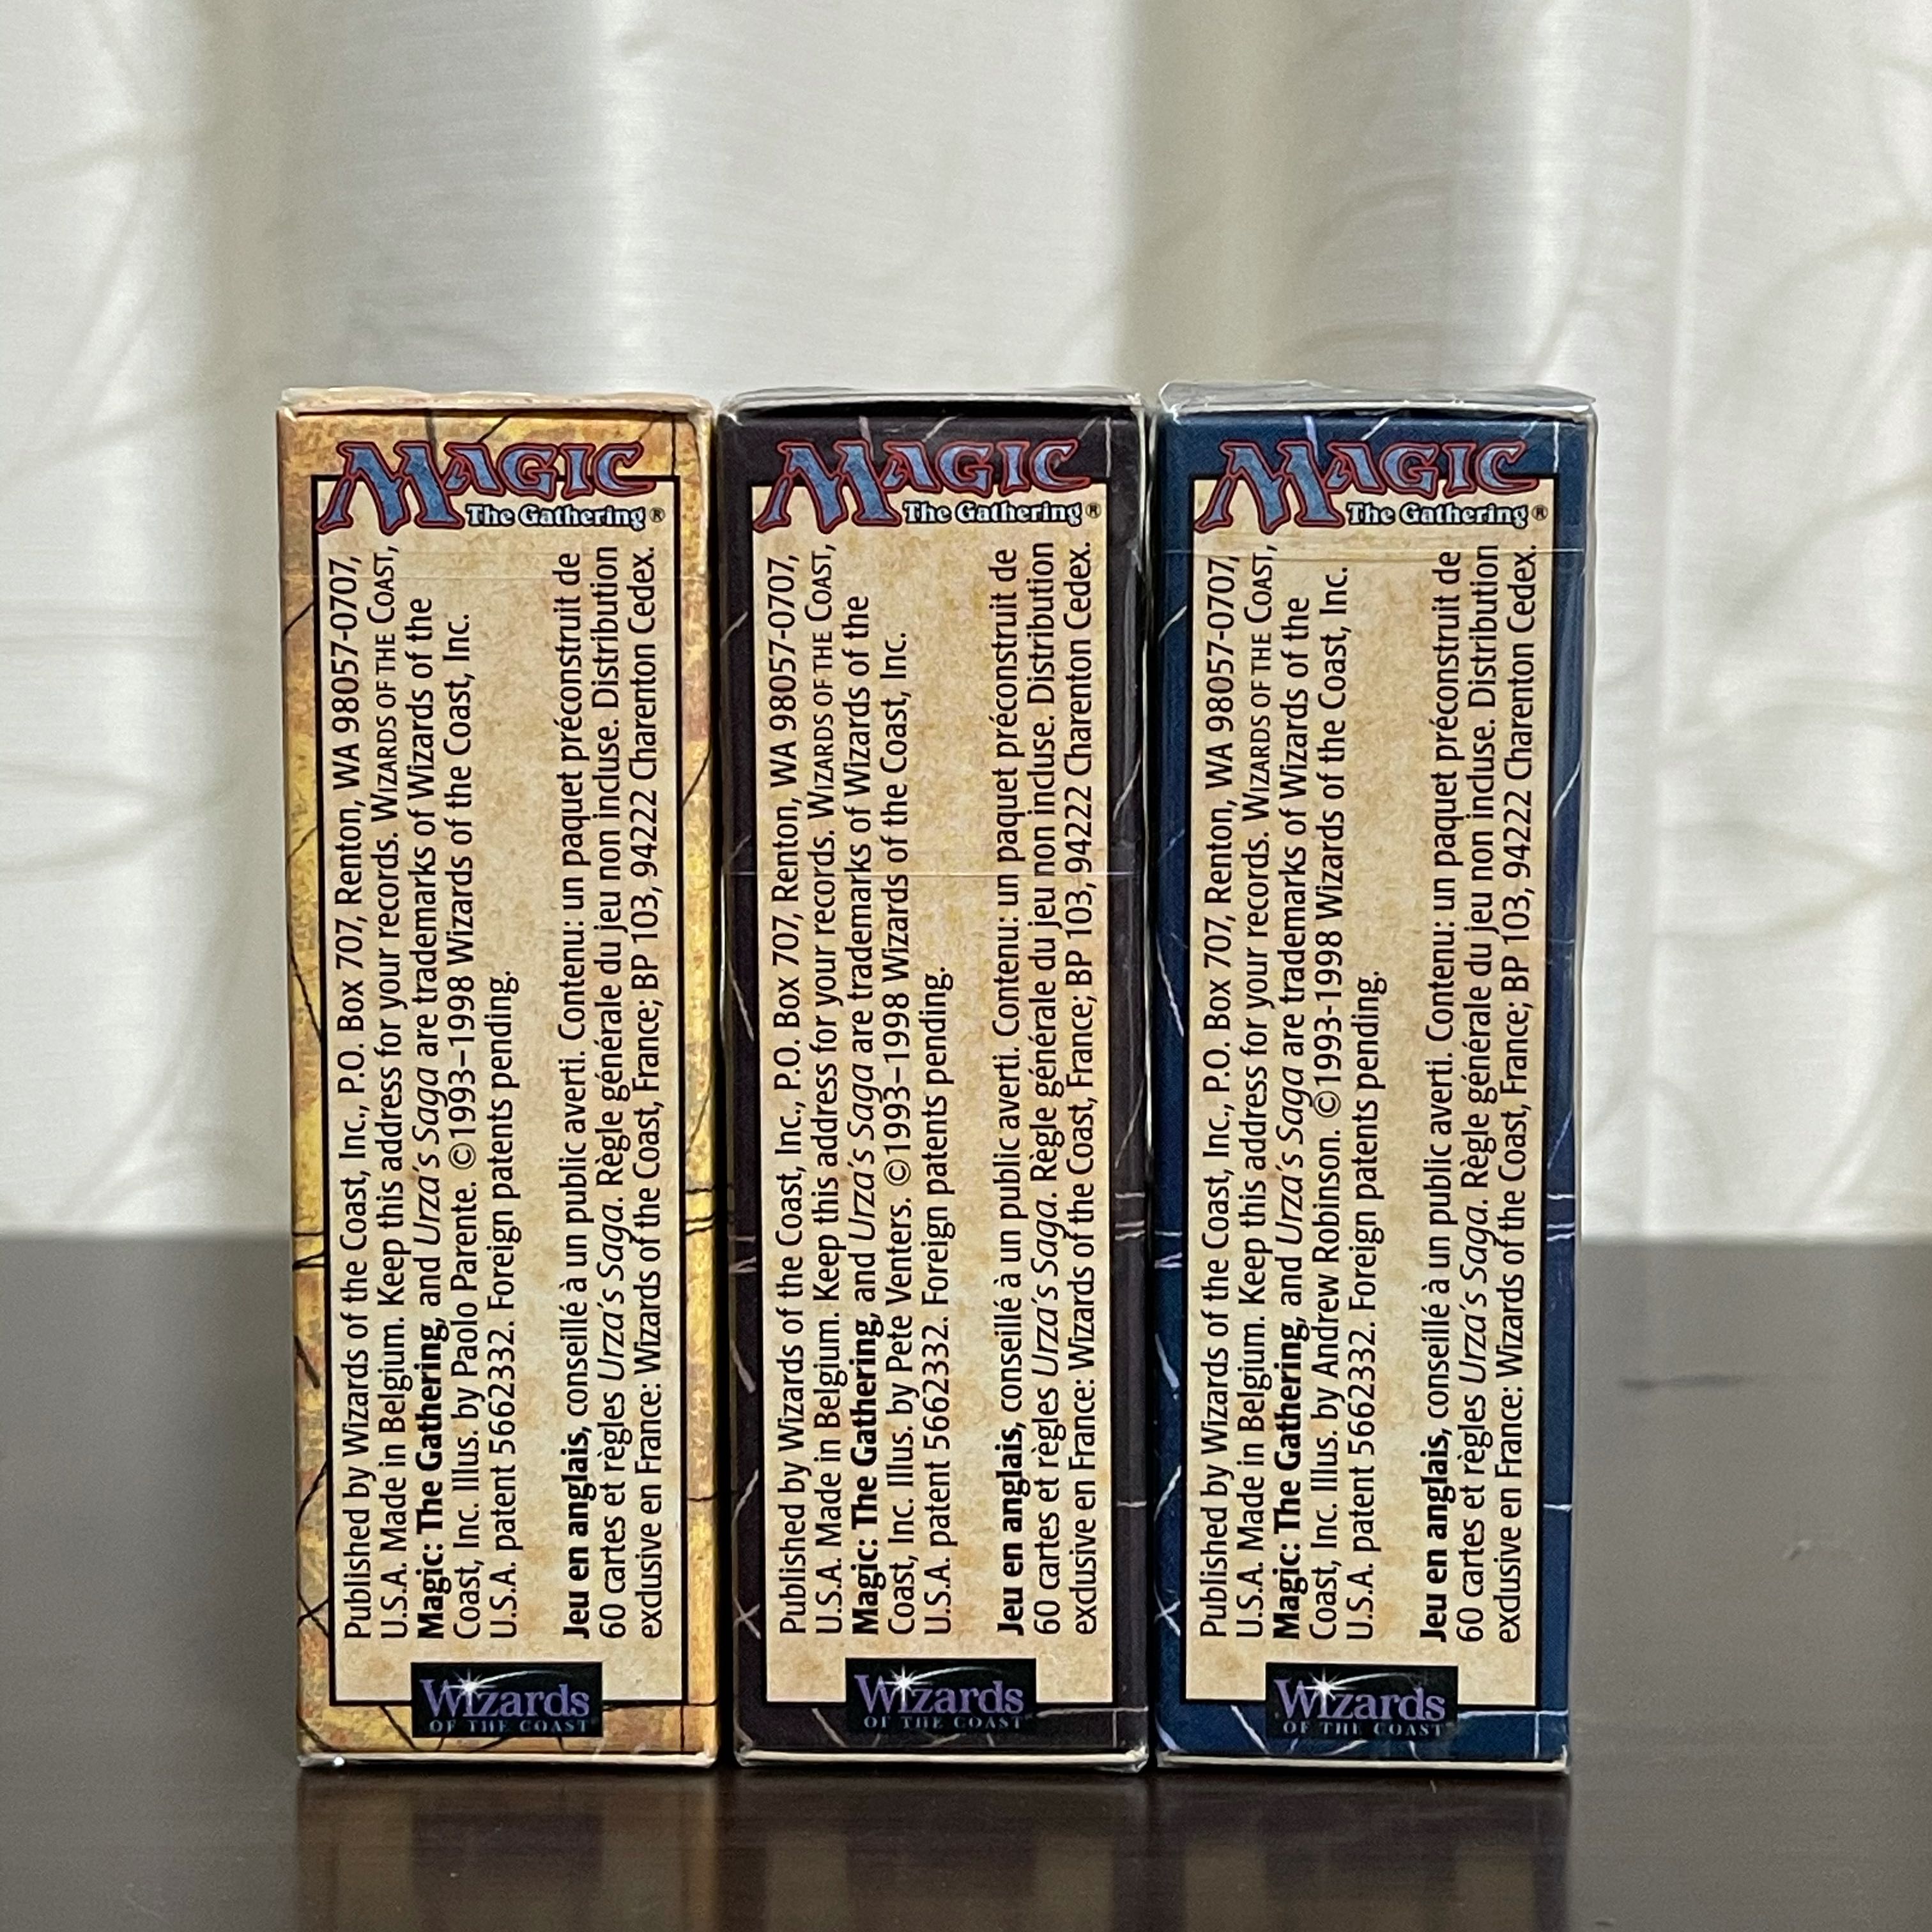 MAGIC
The Gathering®
Published by Wizards of the Coast, Inc., P.O. Box 707, Renton, WA 98057-0707,
U.S.A. Made in Belgium. Keep this address for your records. WIZARDS OF THE COAST,
Magic: The Gathering, and Urza's Saga are trademarks of Wizards of the
Coast, Inc. Illus. by Paolo Parente. ©1993–1998 Wizards of the Coast, Inc.
U.S.A. patent 5662332. Foreign patents pending.
Jeu en anglais, conseillé à un public averti. Contenu: un paquet préconstruit de
60 cartes et règles Urza's Saga. Règle générale du jeu non incluse. Distribution
exclusive en France: Wizards of the Coast, France; BP 103, 94222 Charenton Cedex.
Wizards
OF THE COAST
MAGIC
The Gathering®
Published by Wizards of the Coast, Inc., P.O. Box 707, Renton, WA 98057-0707,
U.S.A. Made in Belgium. Keep this address for your records. WIZARDS OF THE COAST,
Magic: The Gathering, and Urza's Saga are trademarks of Wizards of the
Coast, Inc. Illus. by Pete Venters. ©1993–1998 Wizards of the Coast, Inc.
U.S.A. patent 5662332. Foreign patents pending.
Jeu en anglais, conseillé à un public averti. Contenu: un paquet préconstruit de
60 cartes et règles Urza's Saga. Règle générale du jeu non incluse. Distribution
exclusive en France: Wizards of the Coast, France; BP 103, 94222 Charenton Cedex.
Wizards
OF THE COAST
MAGIC
The Gathering®
Published by Wizards of the Coast, Inc., P.O. Box 707, Renton, WA 98057-0707,
U.S.A. Made in Belgium. Keep this address for your records. WIZARDS OF THE COAST,
Magic: The Gathering, and Urza's Saga are trademarks of Wizards of the
Coast, Inc. Illus. by Andrew Robinson. ©1993-1998 Wizards of the Coast, Inc.
U.S.A. patent 5662332. Foreign patents pending.
Jeu en anglais, conseillé à un public averti. Contenu: un paquet préconstruit de
60 cartes et règles Urza's Saga. Règle générale du jeu non incluse. Distribution
exclusive en France: Wizards of the Coast, France; BP 103, 94222 Charenton Cedex.
Wizards
OF THE COAST